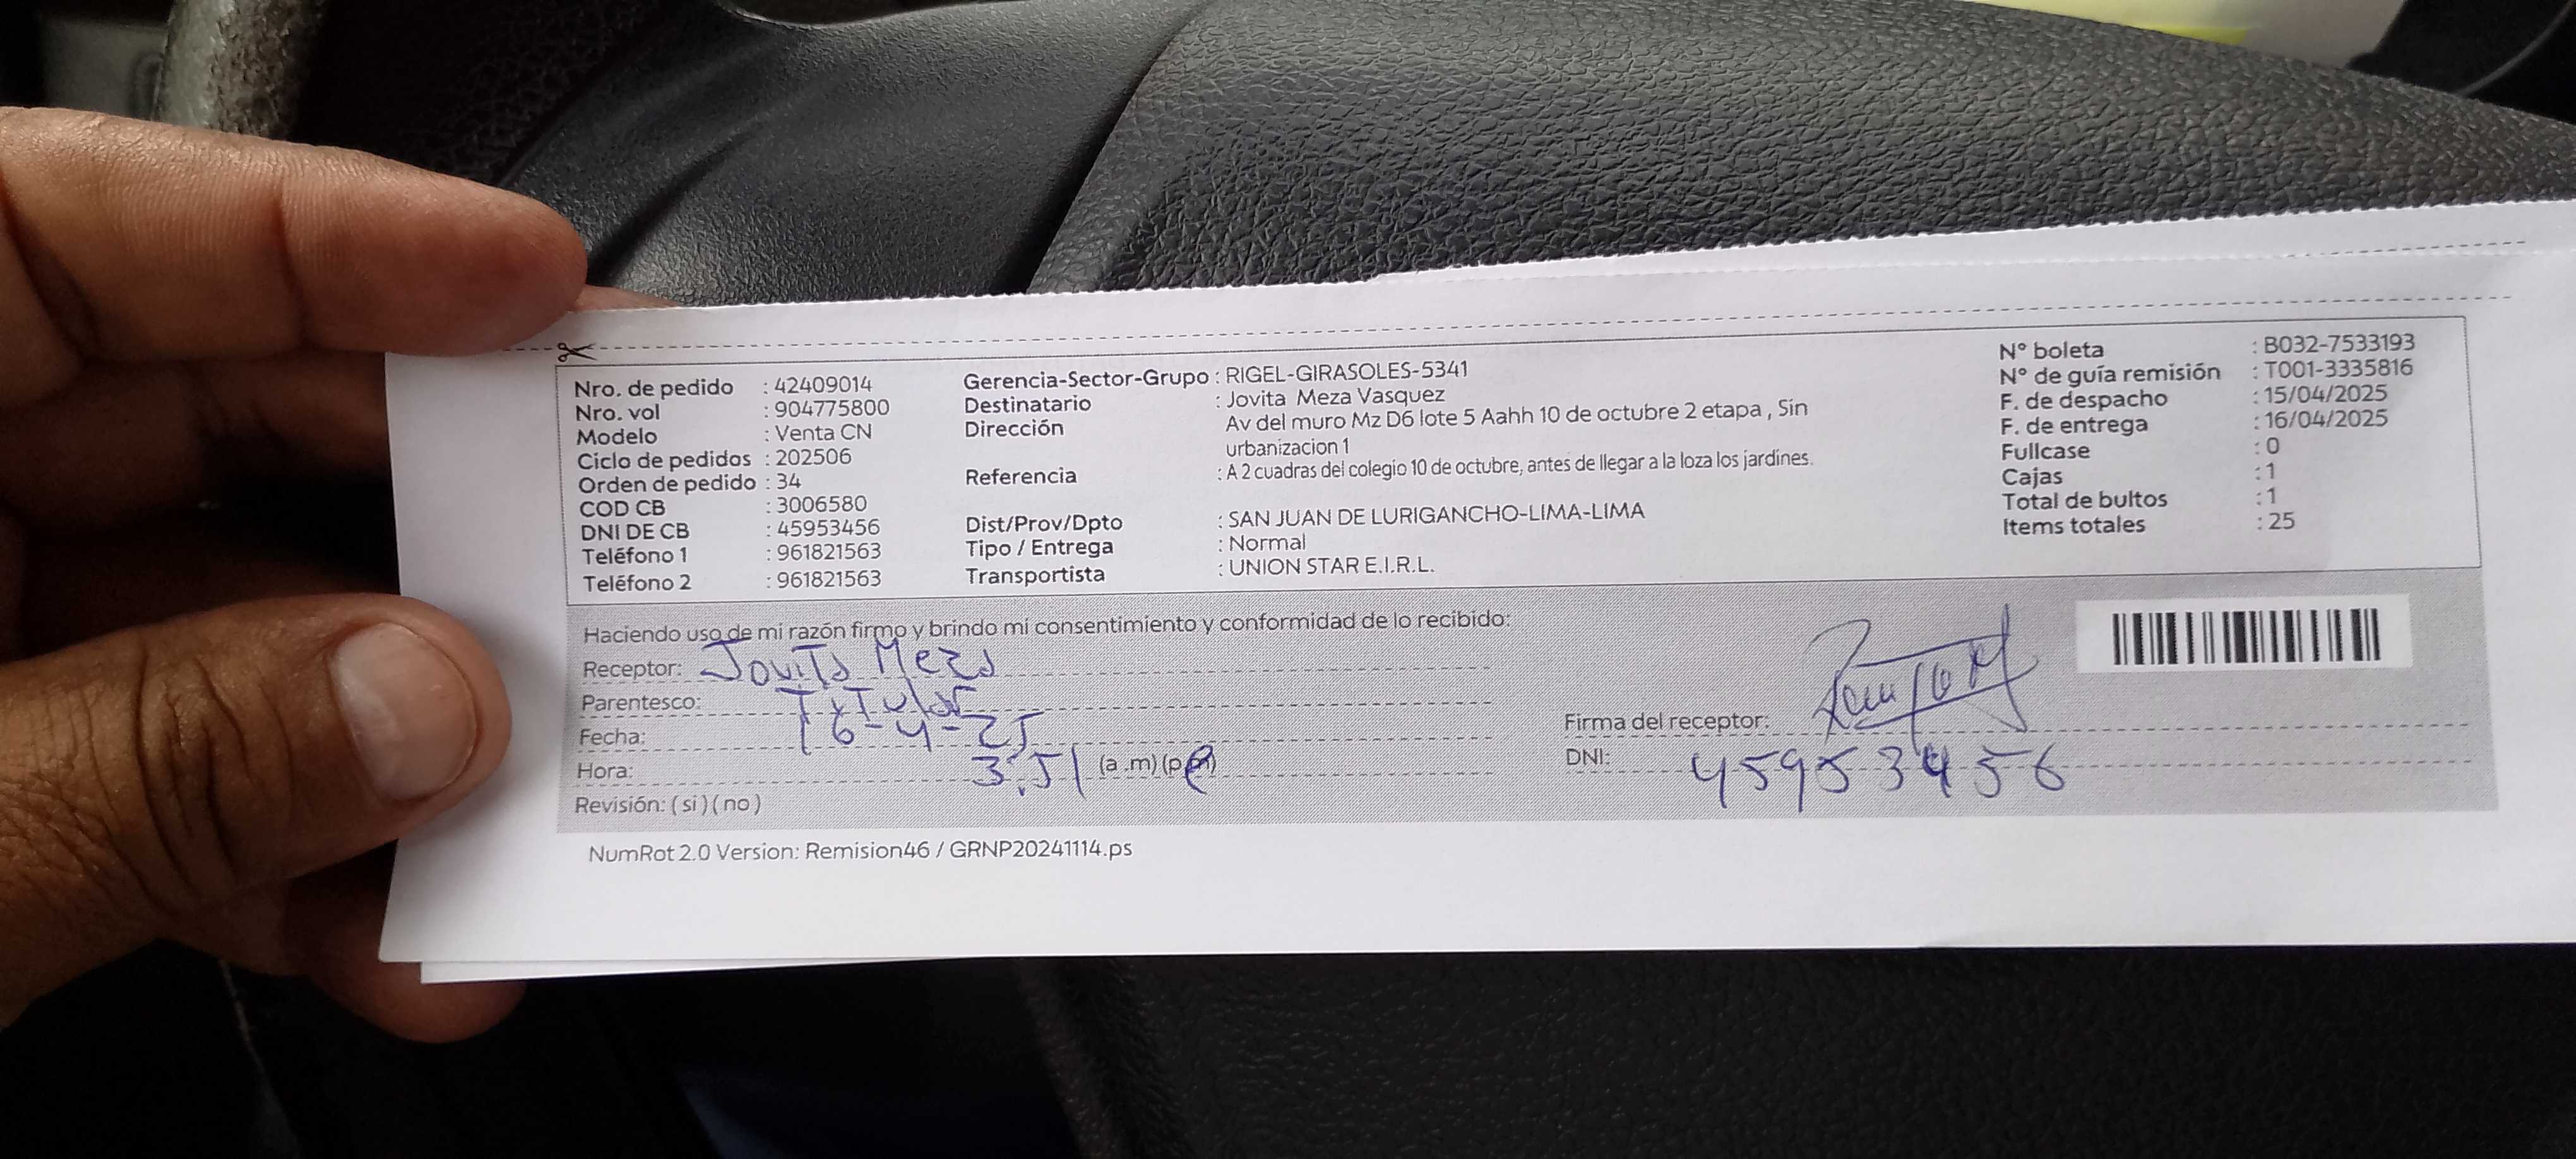 Nro. de pedido : 42409014
Nro. vol : 904775800
Modelo : Venta CN
Ciclo de pedidos : 202506
Orden de pedido : 34
COD CB : 3006580
DNI DE CB : 45953456
Teléfono 1 : 961821563
Teléfono 2 : 961821563
Gerencia-Sector-Grupo : RIGEL-GIRASOLES-5341
Destinatario : Jovita Meza Vasquez
Dirección Av del muro Mz D6 lote 5 Aahh 10 de octubre 2 etapa , Sin
urbanizacion 1
Referencia : A 2 cuadras del colegio 10 de octubre, antes de llegar a la loza los jardines.
Dist/Prov/Dpto : SAN JUAN DE LURIGANCHO-LIMA-LIMA
Tipo / Entrega : Normal
Transportista : UNION STAR E.I.R.L.
N° boleta : B032-7533193
N° de guía remisión : T001-3335816
F. de despacho : 15/04/2025
F. de entrega : 16/04/2025
Fullcase : 0
Cajas : 1
Total de bultos : 1
Items totales : 25
Haciendo uso de mi razón firmo y brindo mi consentimiento y conformidad de lo recibido:
Receptor: Jovita Meza
Parentesco: Titular
Fecha: 16-4-25
Hora: 3:51 (a .m) (p.m)
Revisión: ( si ) ( no )
Firma del receptor:
DNI: 45953456
NumRot 2.0 Version: Remision46 / GRNP20241114.ps